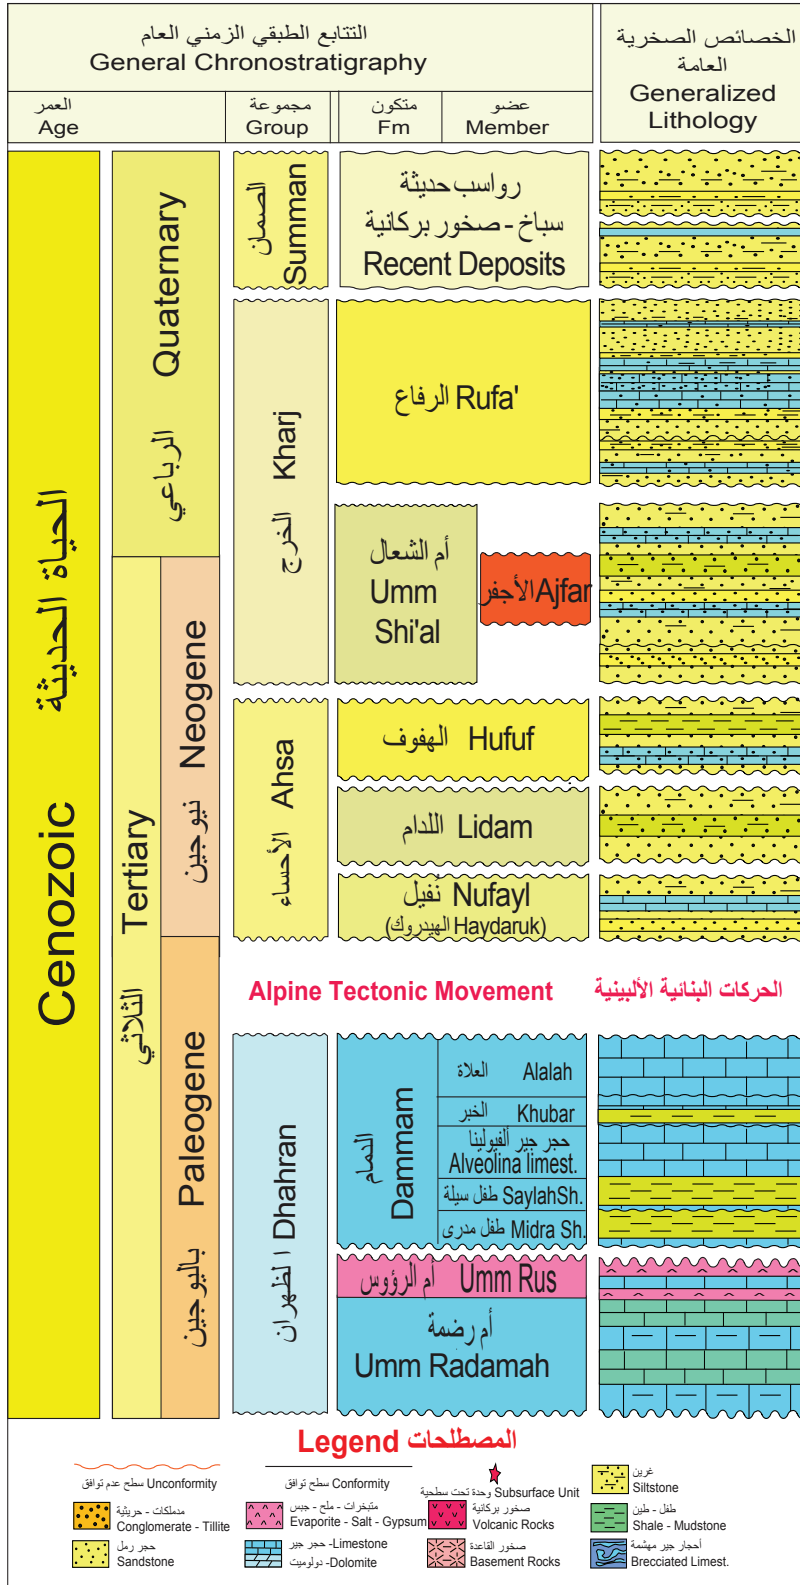 التتابع الطبقي الزمني العام
General Chronostratigraphy
الخصائص الصخرية
العامة
Generalized
Lithology
العمر
Age
مجموعة
Group
متكون
Fm
عضو
Member
Cenozoic الحياة الحديثة
Quaternary الرباعي
Tertiary الثلاثي
Neogene نيوجين
Paleogene باليوجين
الصمان
Summan
رواسب حديثة
سباخ - صخور بركانية
Recent Deposits
الخرج Kharj
الرفاع Rufa'
أم الشعال
Umm
Shi'al
الأجفر Ajfar
الأحساء Ahsa
الهفوف Hufuf
اللدام Lidam
نُفيل Nufayl
(الهيدروك Haydaruk)
Alpine Tectonic Movement الحركات البنائية الألبينية
الظهران Dhahran
الدمام
Dammam
العلاة Alalah
الخبر Khubar
حجر جير ألفيولينا
Alveolina limest.
طفل سيلة SaylahSh.
طفل مدرى Midra Sh.
أم الرؤوس Umm Rus
أم رضمة
Umm Radamah
Legend المصطلحات
سطح عدم توافق Unconformity
سطح توافق Conformity
وحدة تحت سطحية Subsurface Unit
غرين
Siltstone
مدملكات - حريثية
Conglomerate - Tillite
متبخرات - ملح - جبس
Evaporite - Salt - Gypsum
صخور بركانية
Volcanic Rocks
طفل - طين
Shale - Mudstone
حجر رمل
Sandstone
حجر جير -Limestone
دولوميت -Dolomite
صخور القاعدة
Basement Rocks
أحجار جير مهشمة
Brecciated Limest.